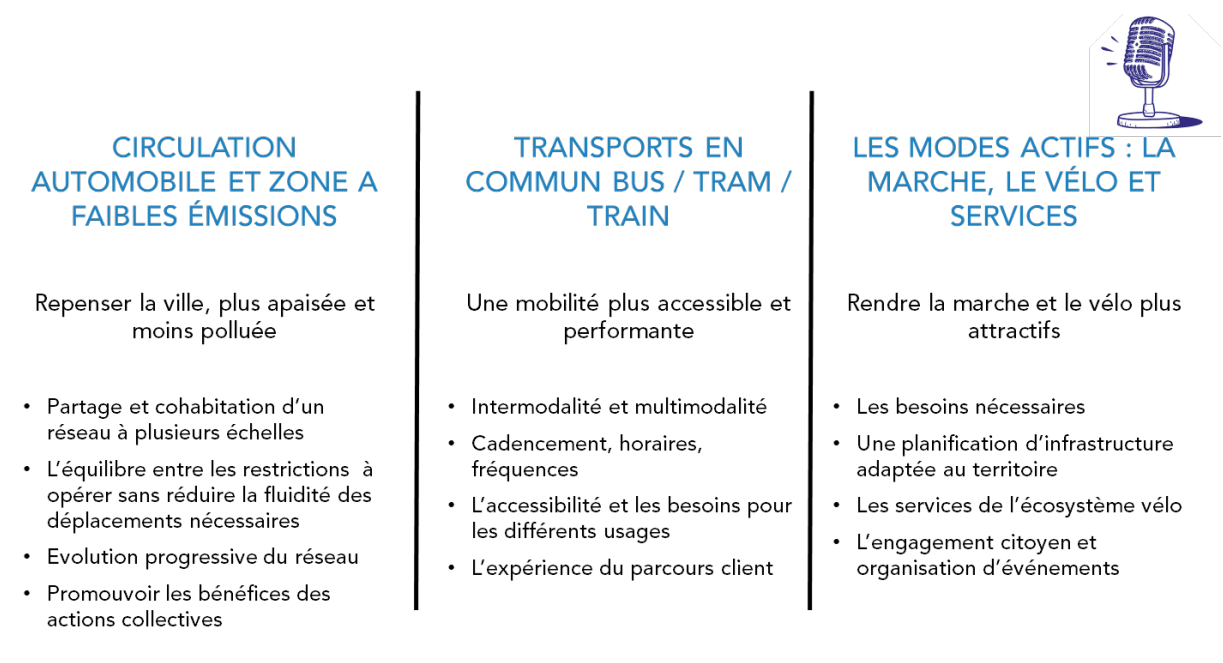 CIRCULATION
AUTOMOBILE ET ZONE A
FAIBLES ÉMISSIONS
Repenser la ville, plus apaisée et
moins polluée
• Partage et cohabitation d’un
réseau à plusieurs échelles
• L’équilibre entre les restrictions à
opérer sans réduire la fluidité des
déplacements nécessaires
• Evolution progressive du réseau
• Promouvoir les bénéfices des
actions collectives
TRANSPORTS EN
COMMUN BUS / TRAM /
TRAIN
Une mobilité plus accessible et
performante
• Intermodalité et multimodalité
• Cadencement, horaires,
fréquences
• L’accessibilité et les besoins pour
les différents usages
• L’expérience du parcours client
LES MODES ACTIFS : LA
MARCHE, LE VÉLO ET
SERVICES
Rendre la marche et le vélo plus
attractifs
• Les besoins nécessaires
• Une planification d’infrastructure
adaptée au territoire
• Les services de l’écosystème vélo
• L’engagement citoyen et
organisation d’événements